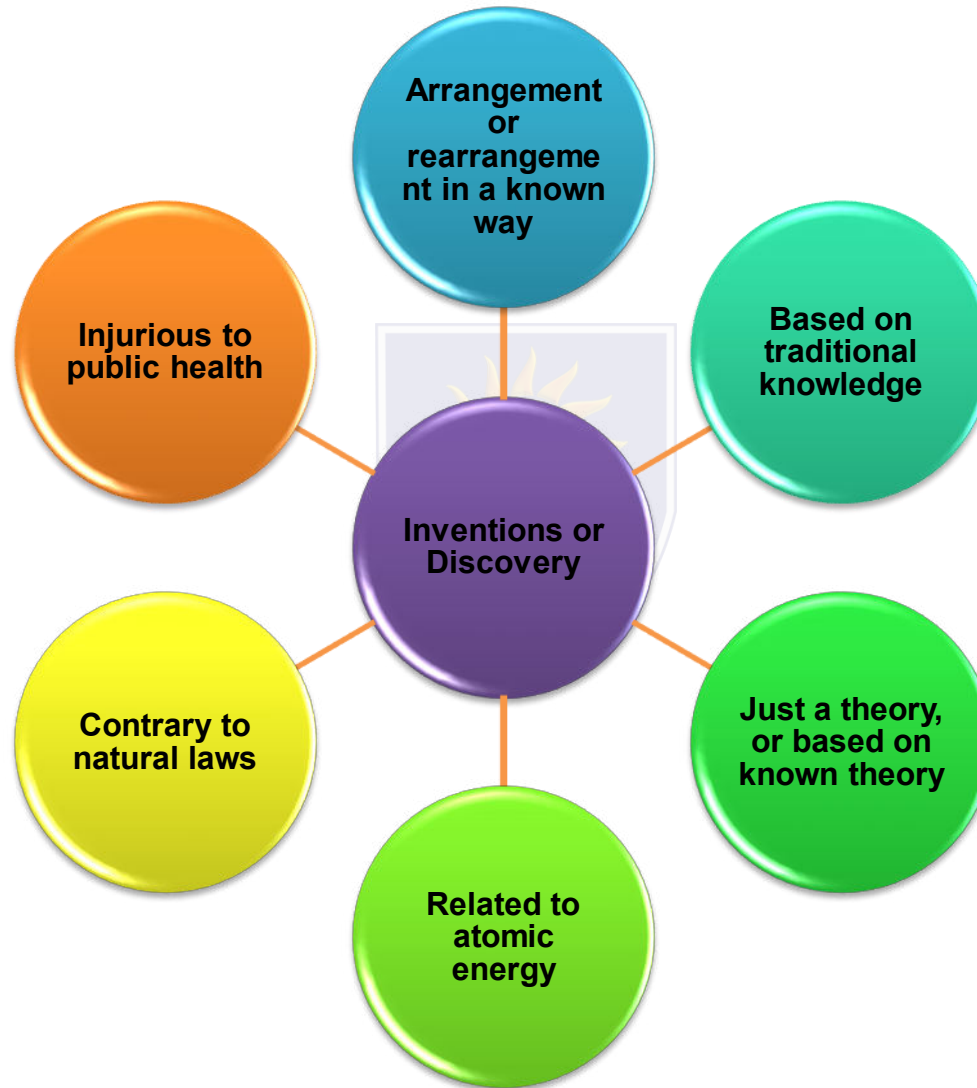 Arrangement
or
rearrangeme
nt in a known
way
Based on
traditional
knowledge
Just a theory,
or based on
known theory
Related to
atomic
energy
Contrary to
natural laws
Injurious to
public health
Inventions or
Discovery